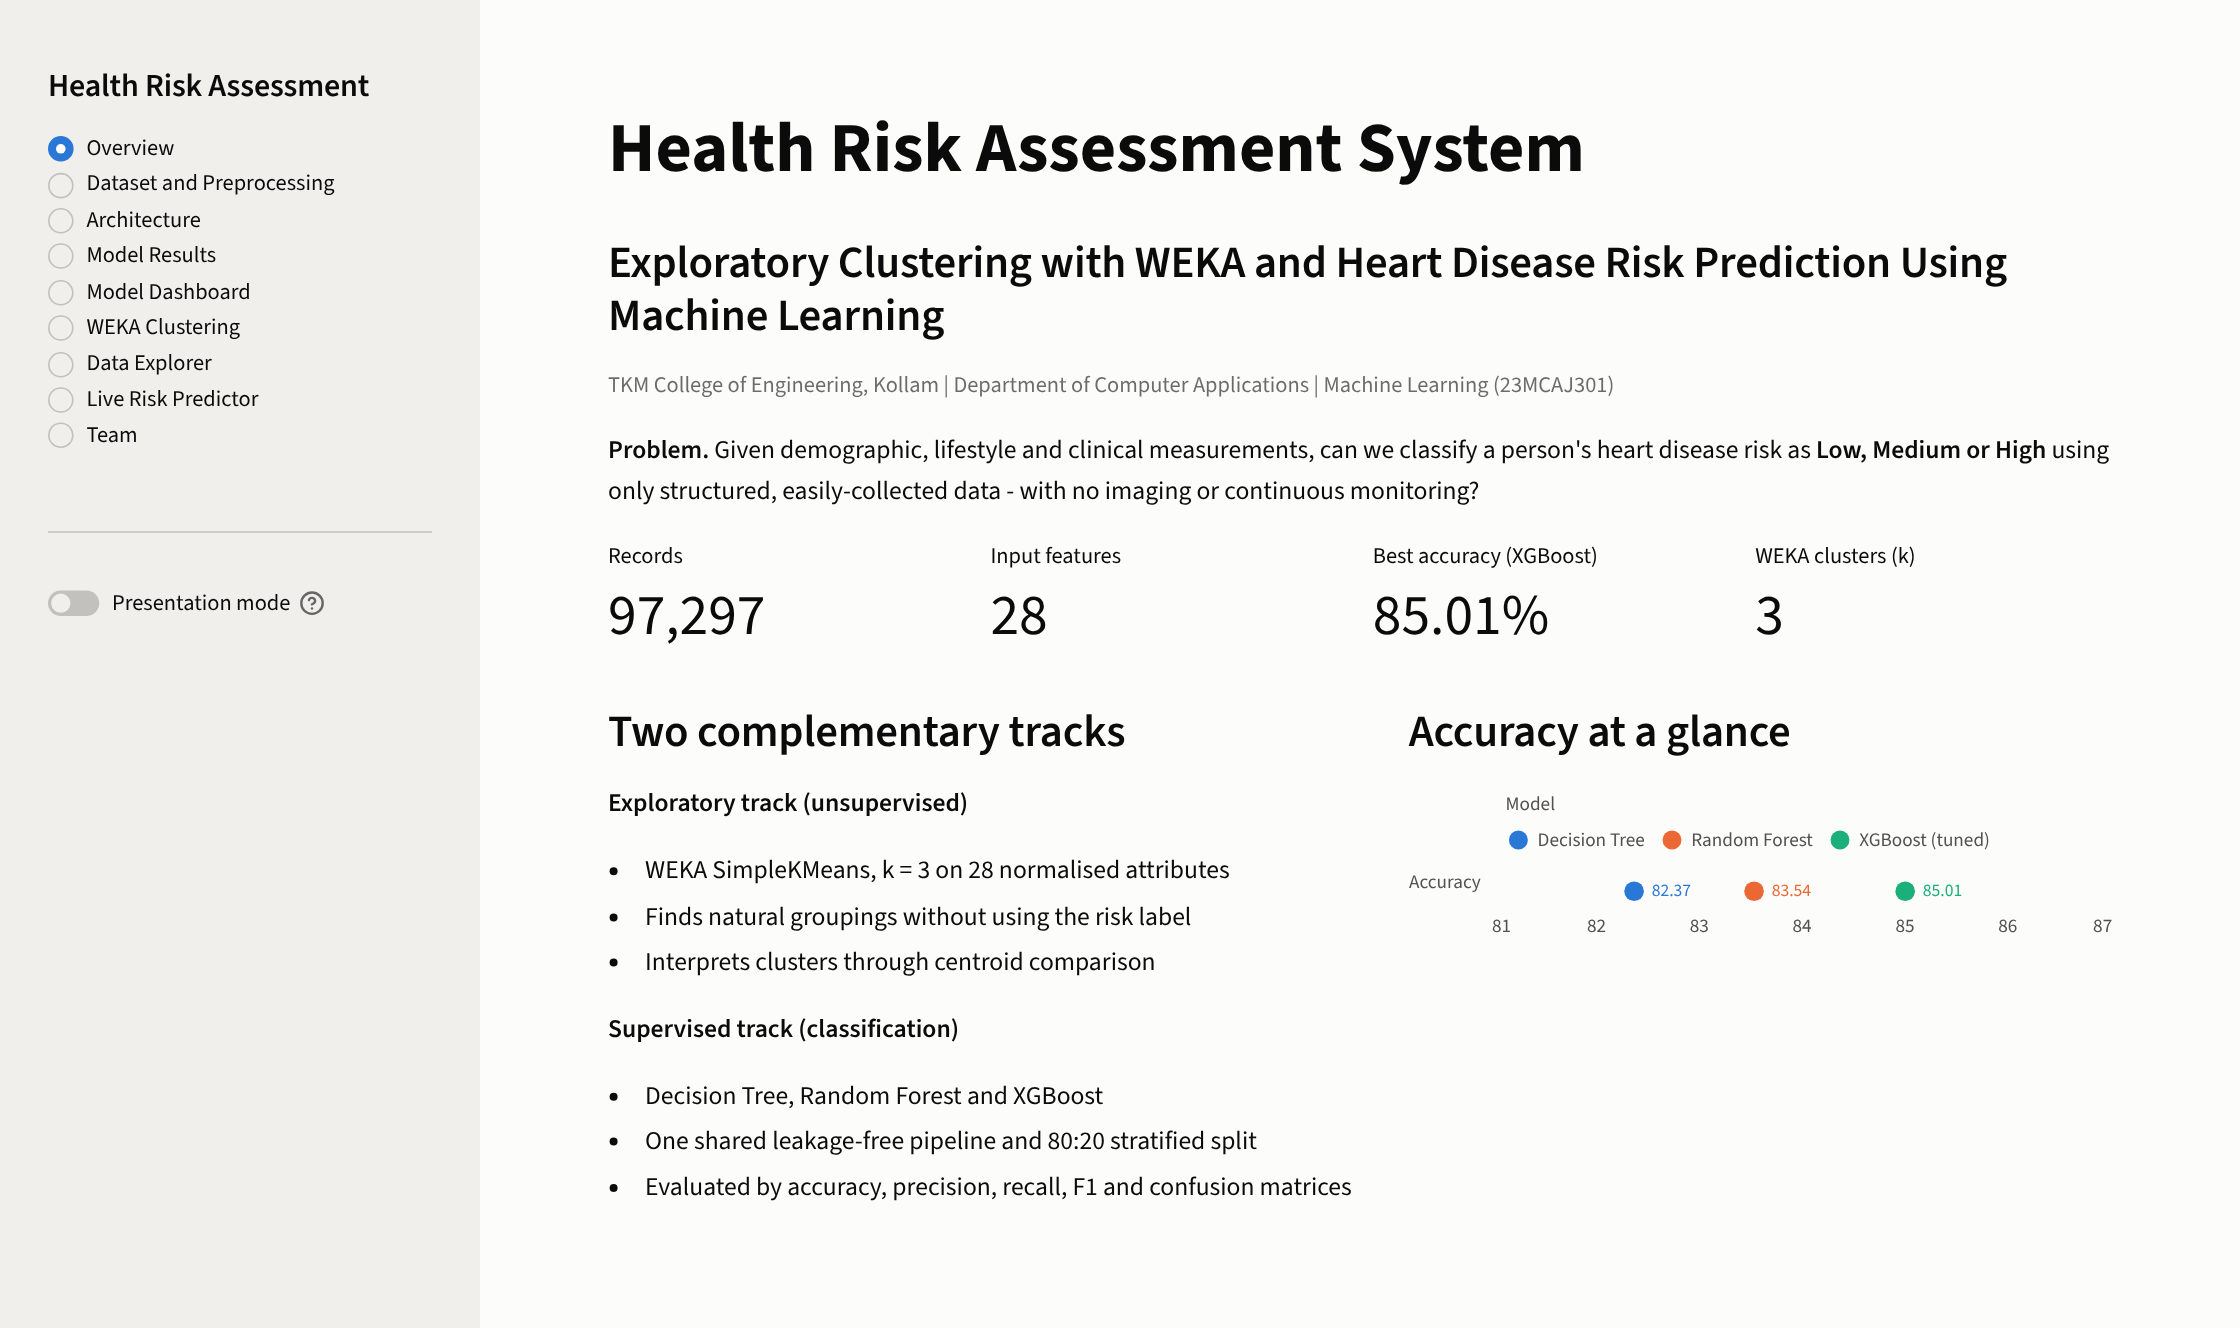 Health Risk Assessment
Overview
Dataset and Preprocessing
Architecture
Model Results
Model Dashboard
WEKA Clustering
Data Explorer
Live Risk Predictor
Team
Presentation mode ?
Health Risk Assessment System
Exploratory Clustering with WEKA and Heart Disease Risk Prediction Using
Machine Learning
TKM College of Engineering, Kollam | Department of Computer Applications | Machine Learning (23MCAJ301)
Problem. Given demographic, lifestyle and clinical measurements, can we classify a person's heart disease risk as Low, Medium or High using
only structured, easily-collected data - with no imaging or continuous monitoring?
Records
97,297
Input features
28
Best accuracy (XGBoost)
85.01%
WEKA clusters (k)
3
Two complementary tracks
Exploratory track (unsupervised)
• WEKA SimpleKMeans, k = 3 on 28 normalised attributes
• Finds natural groupings without using the risk label
• Interprets clusters through centroid comparison
Supervised track (classification)
• Decision Tree, Random Forest and XGBoost
• One shared leakage-free pipeline and 80:20 stratified split
• Evaluated by accuracy, precision, recall, F1 and confusion matrices
Accuracy at a glance
Model
Decision Tree Random Forest XGBoost (tuned)
Accuracy 82.37 83.54 85.01
81 82 83 84 85 86 87